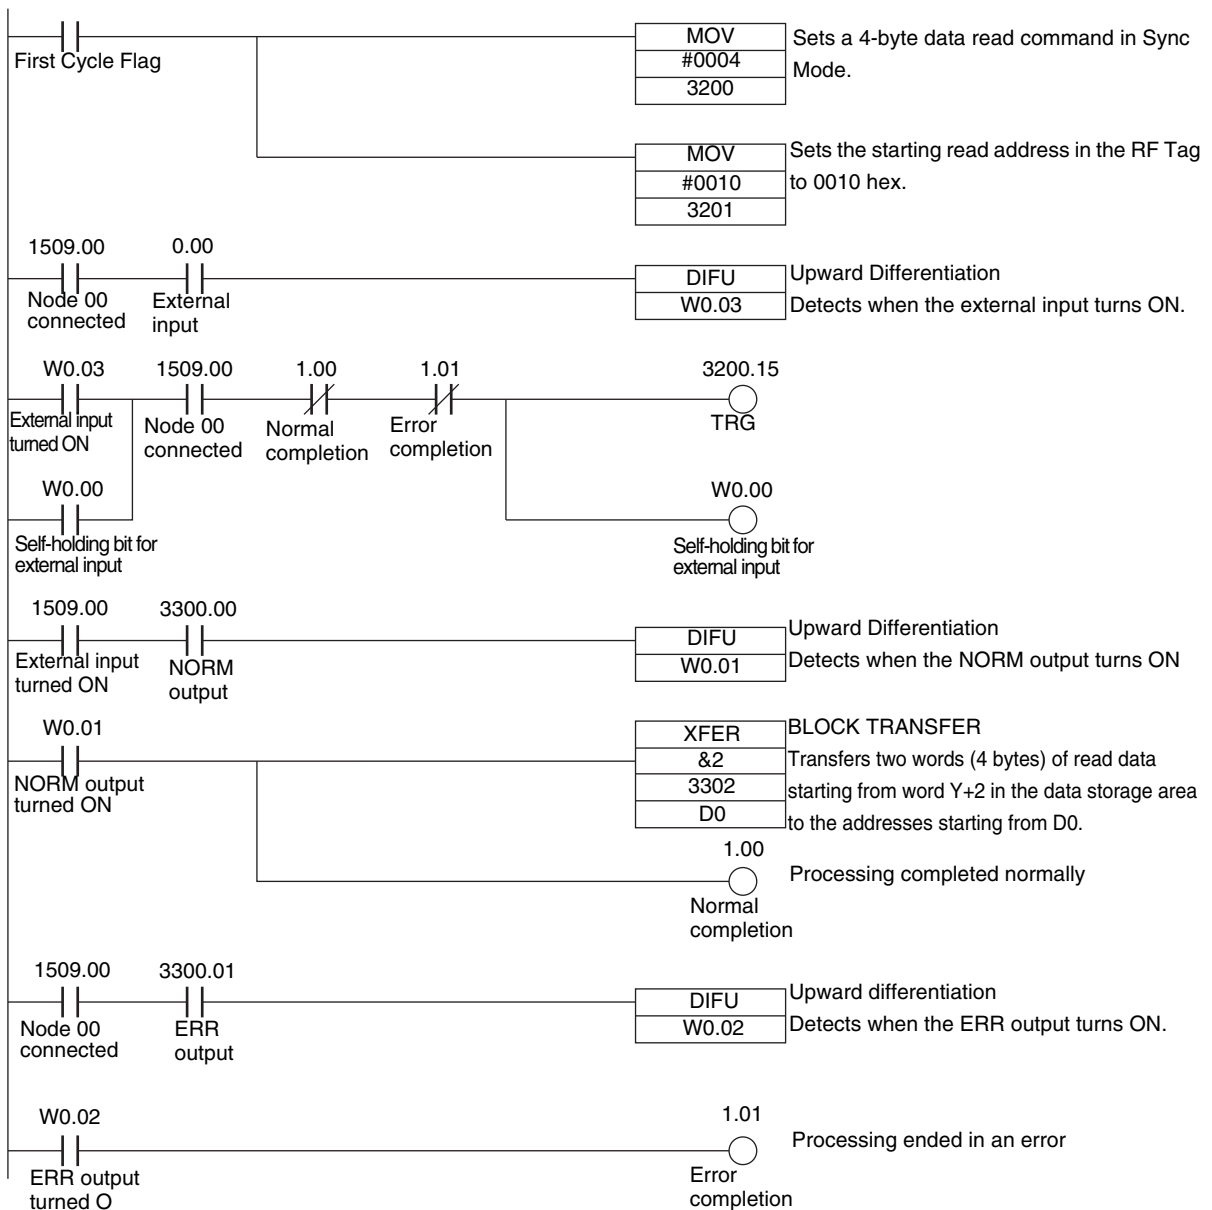 MOV
Sets a 4-byte data read command in Sync
First Cycle Flag
#0004
Mode.
3200
MOV
Sets the starting read address in the RF Tag
#0010
to 0010 hex.
3201
1509.00
0.00
DIFU
Upward Differentiation
Node 00
connected
External
input
W0.03
Detects when the external input turns ON.
W0.03
1509.00
1.00
1.01
3200.15
External input
turned ON
Node 00
connected
Normal
completion
Error
completion
TRG
W0.00
W0.00
Self-holding bit for
external input
Self-holding bit for
external input
1509.00
3300.00
DIFU
Upward Differentiation
External input
turned ON
NORM
output
W0.01
Detects when the NORM output turns ON
W0.01
XFER
BLOCK TRANSFER
NORM output
turned ON
&2
Transfers two words (4 bytes) of read data
3302
starting from word Y+2 in the data storage area
D0
to the addresses starting from D0.
1.00
Processing completed normally
Normal
completion
1509.00
3300.01
DIFU
Upward differentiation
Node 00
connected
ERR
output
W0.02
Detects when the ERR output turns ON.
W0.02
1.01
Processing ended in an error
ERR output
turned O
Error
completion